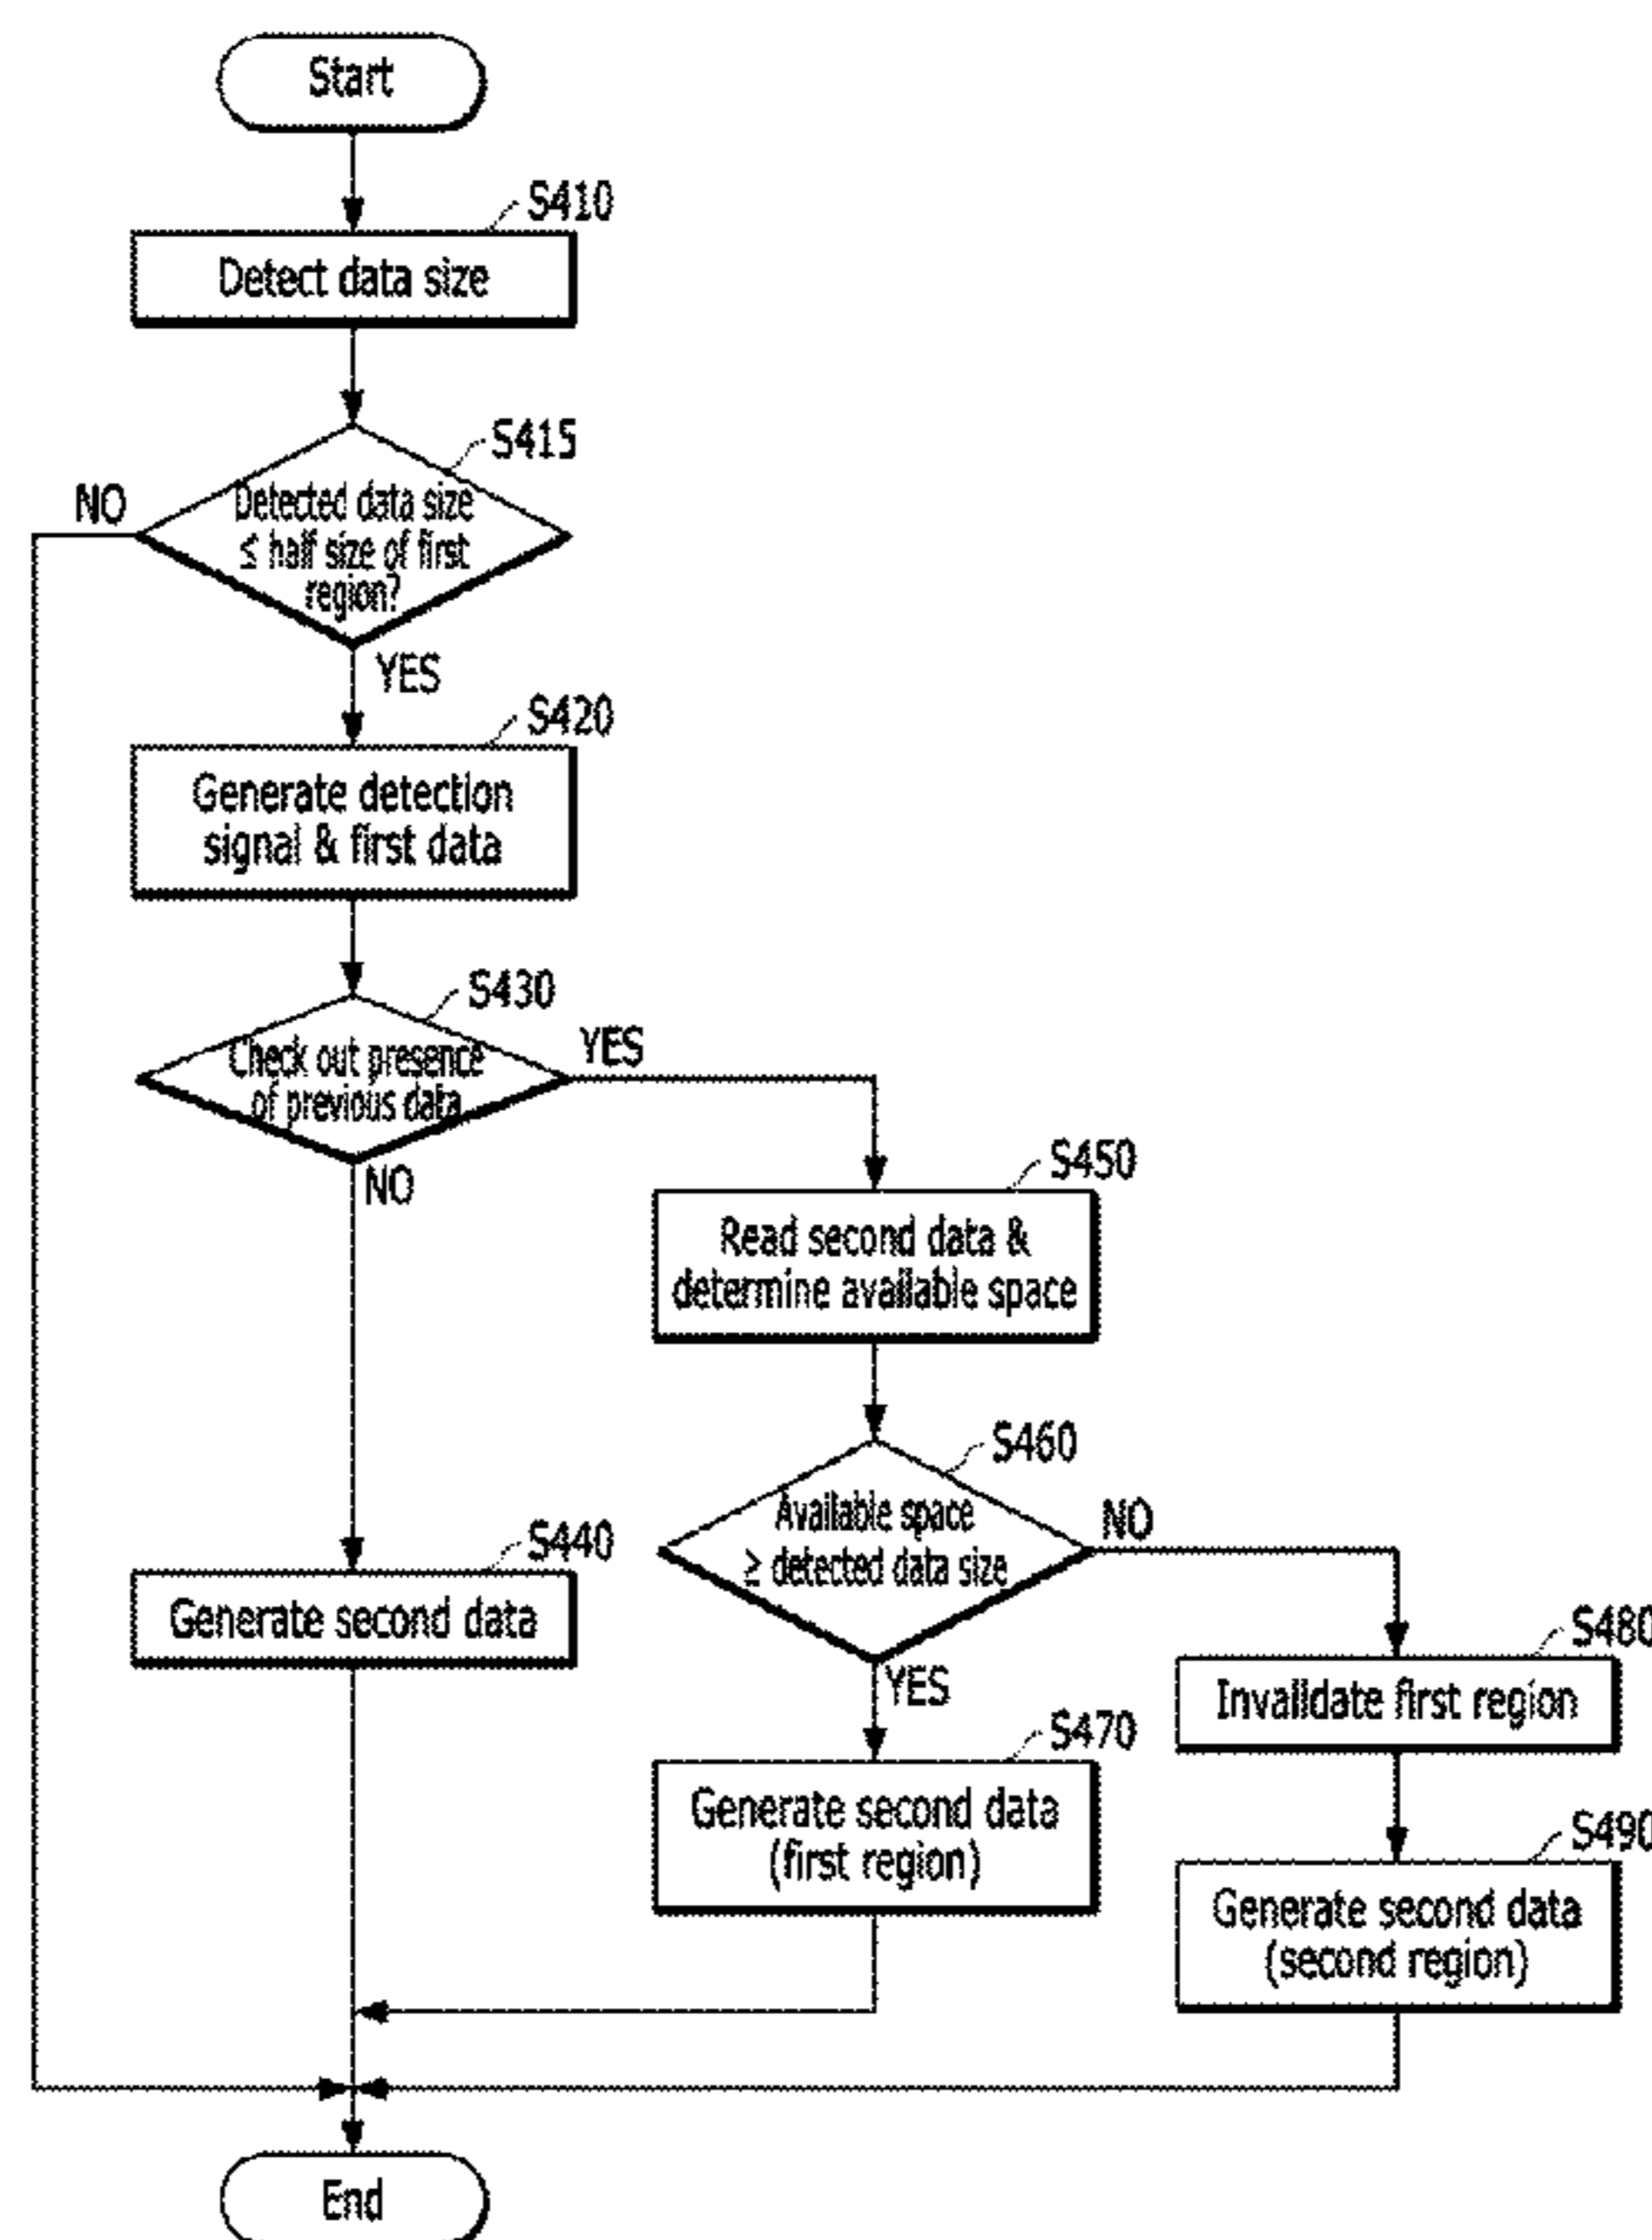 Start
S410
Detect data size
S415
NO
Detected data size
≤ half size of first
region?
YES
S420
Generate detection
signal & first data
S430
Check out presence
of previous data
YES
NO
S450
Read second data &
determine available space
S460
Available space
≥ detected data size
NO
YES
S440
Generate second data
S470
Generate second data
(first region)
S480
Invalidate first region
S490
Generate second data
(second region)
End